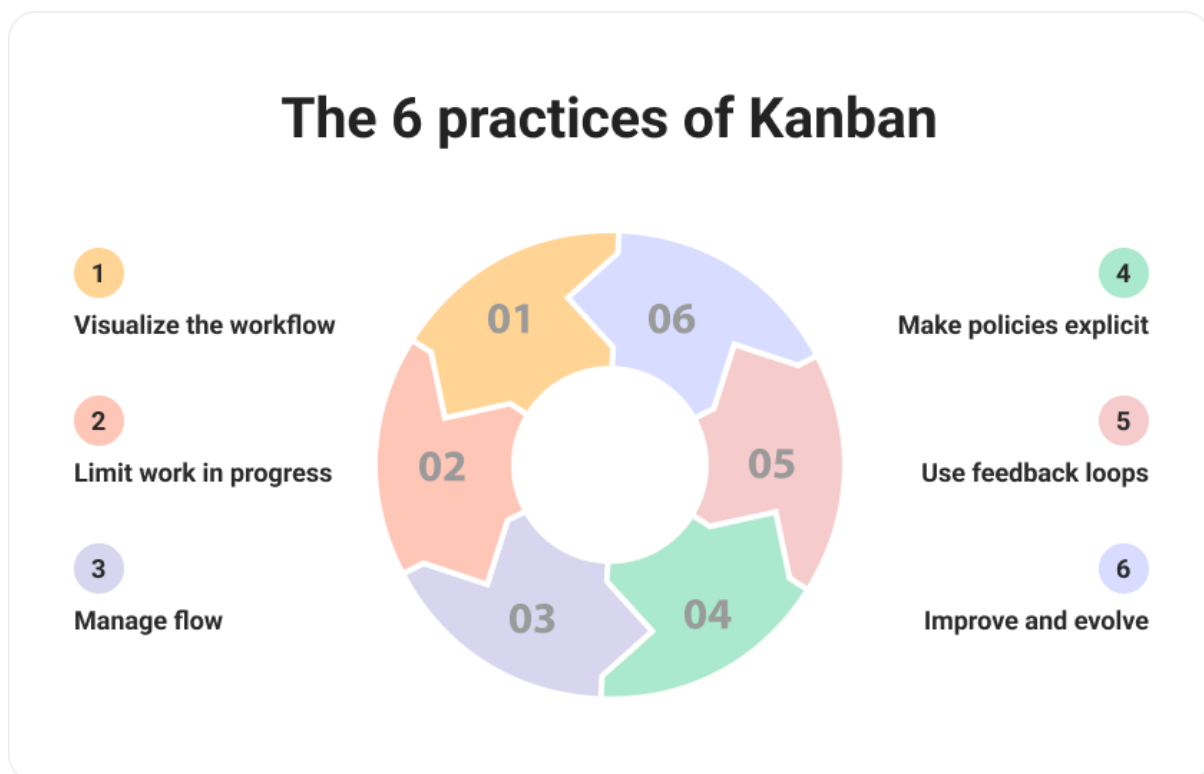 The 6 practices of Kanban
1
Visualize the workflow
2
Limit work in progress
3
Manage flow
01
02
03
04
05
06
4
Make policies explicit
5
Use feedback loops
6
Improve and evolve